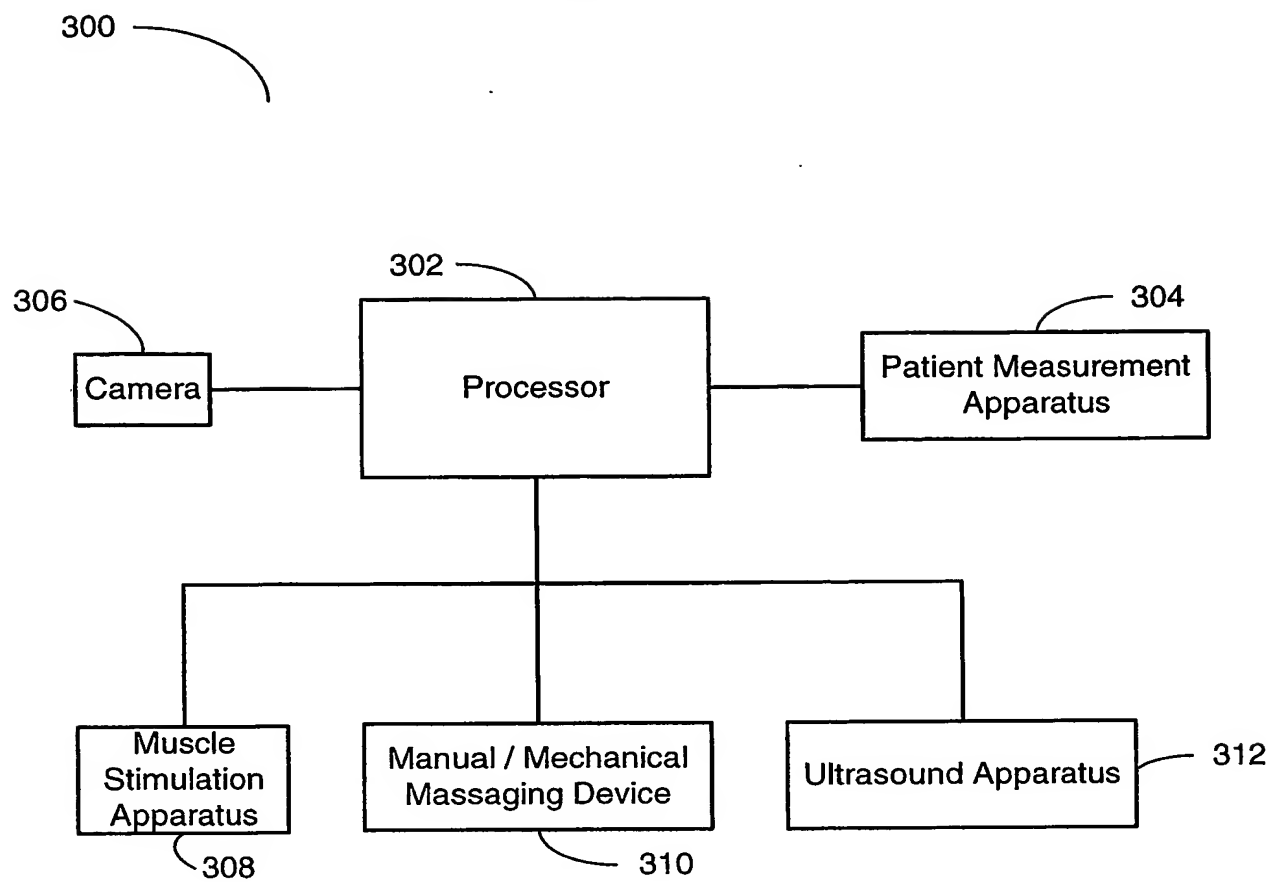 300
302
306
304
Camera
Processor
Patient Measurement
Apparatus
Muscle
Stimulation
Apparatus
Manual / Mechanical
Massaging Device
Ultrasound Apparatus
312
308
310